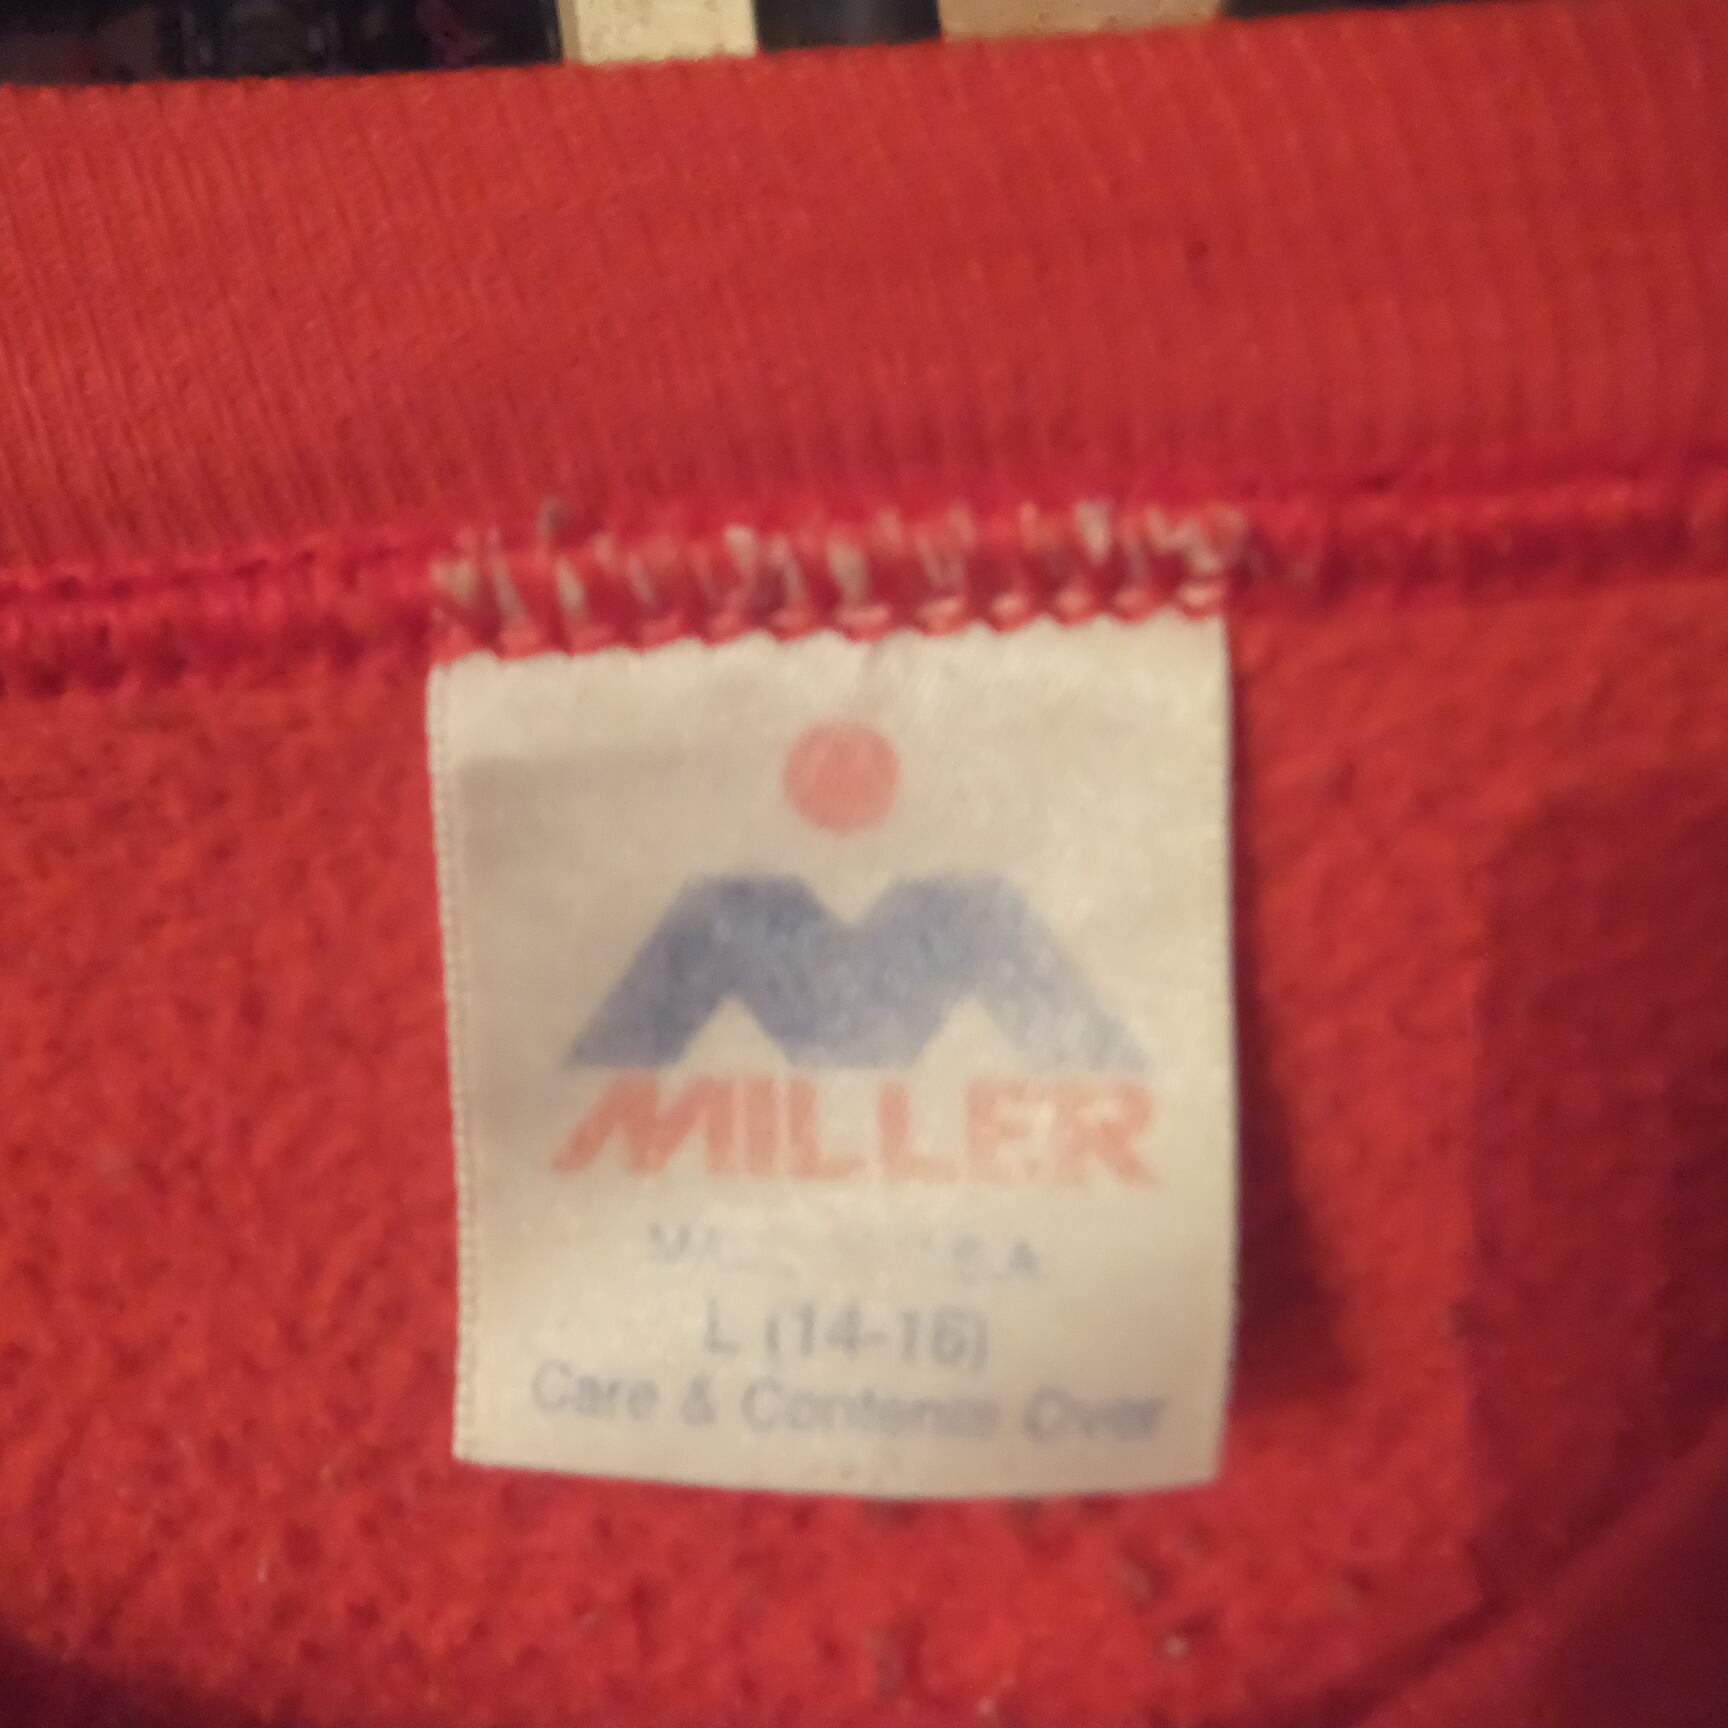 MILLER
L (14-16)
Care & Contents Over